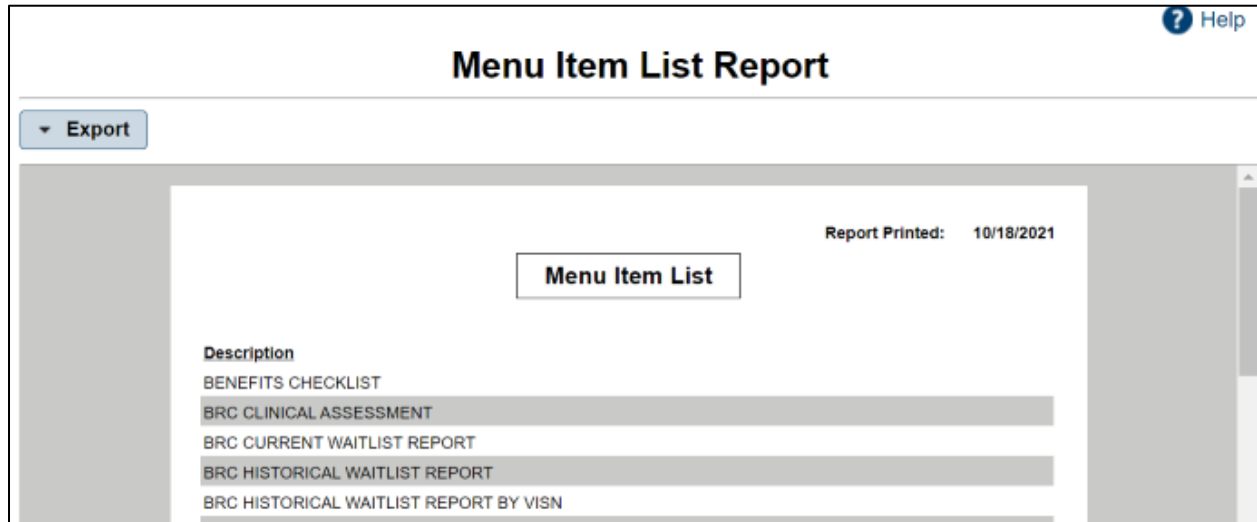 ? Help
Menu Item List Report
Export
Report Printed: 10/18/2021
Menu Item List
Description
BENEFITS CHECKLIST
BRC CLINICAL ASSESSMENT
BRC CURRENT WAITLIST REPORT
BRC HISTORICAL WAITLIST REPORT
BRC HISTORICAL WAITLIST REPORT BY VISN